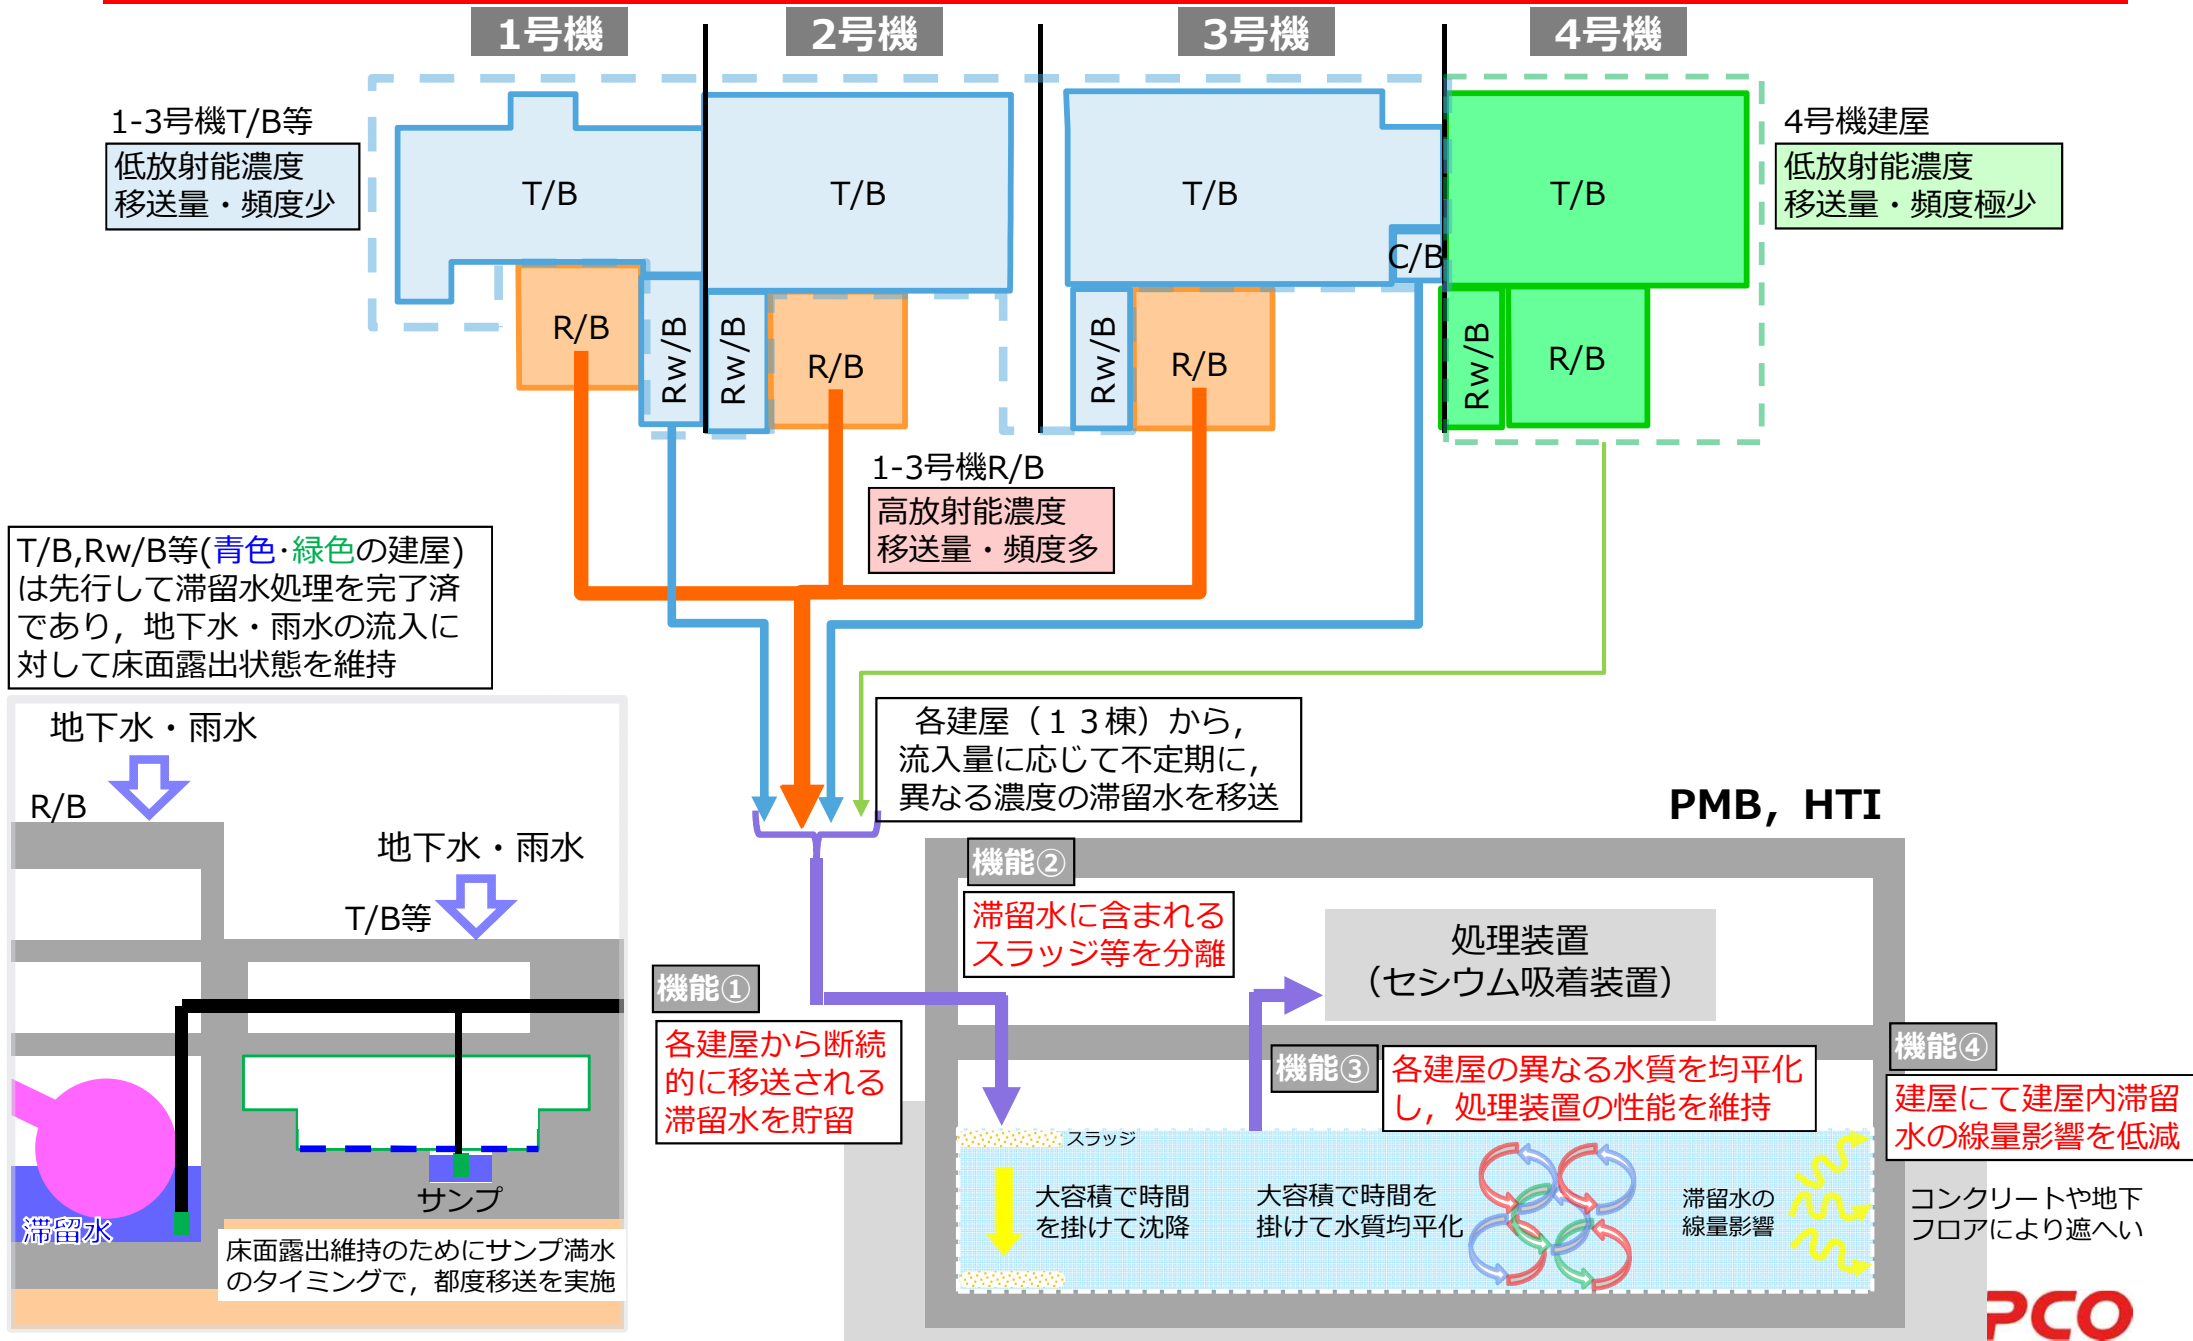 1号機
2号機
3号機
4号機
1-3号機T/B等
低放射能濃度
移送量・頻度少
T/B
T/B
T/B
C/B
T/B
4号機建屋
低放射能濃度
移送量・頻度極少
R/B
Rw/B
Rw/B
R/B
Rw/B
R/B
Rw/B
R/B
1-3号機R/B
高放射能濃度
移送量・頻度多
T/B,Rw/B等(青色･緑色の建屋)
は先行して滞留水処理を完了済
であり，地下水・雨水の流入に
対して床面露出状態を維持
各建屋（１３棟）から，
流入量に応じて不定期に，
異なる濃度の滞留水を移送
地下水・雨水
R/B
地下水・雨水
T/B等
滞留水
サンプ
床面露出維持のためにサンプ満水
のタイミングで，都度移送を実施
PMB，HTI
機能①
各建屋から断続
的に移送される
滞留水を貯留
機能②
滞留水に含まれる
スラッジ等を分離
処理装置
（セシウム吸着装置）
機能③
各建屋の異なる水質を均平化
し，処理装置の性能を維持
機能④
建屋にて建屋内滞留
水の線量影響を低減
スラッジ
大容積で時間
を掛けて沈降
大容積で時間を
掛けて水質均平化
滞留水の
線量影響
コンクリートや地下
フロアにより遮へい
PCO